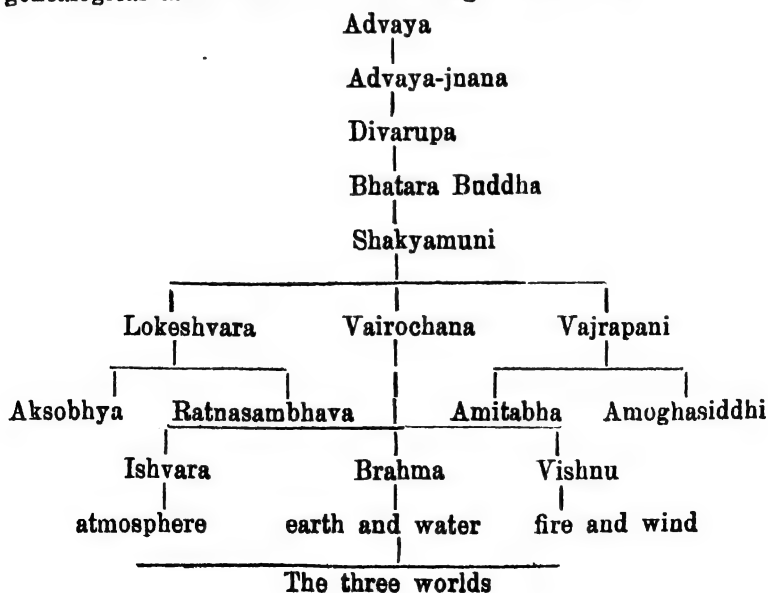 Advaya
Advaya-jnana
Divarupa
Bhatara Buddha
Shakyamuni
Lokeshvara Vairochana Vajrapani
Aksobhya Ratnasambhava Amitabha Amoghasiddhi
Ishvara Brahma Vishnu
atmosphere earth and water fire and wind
The three worlds